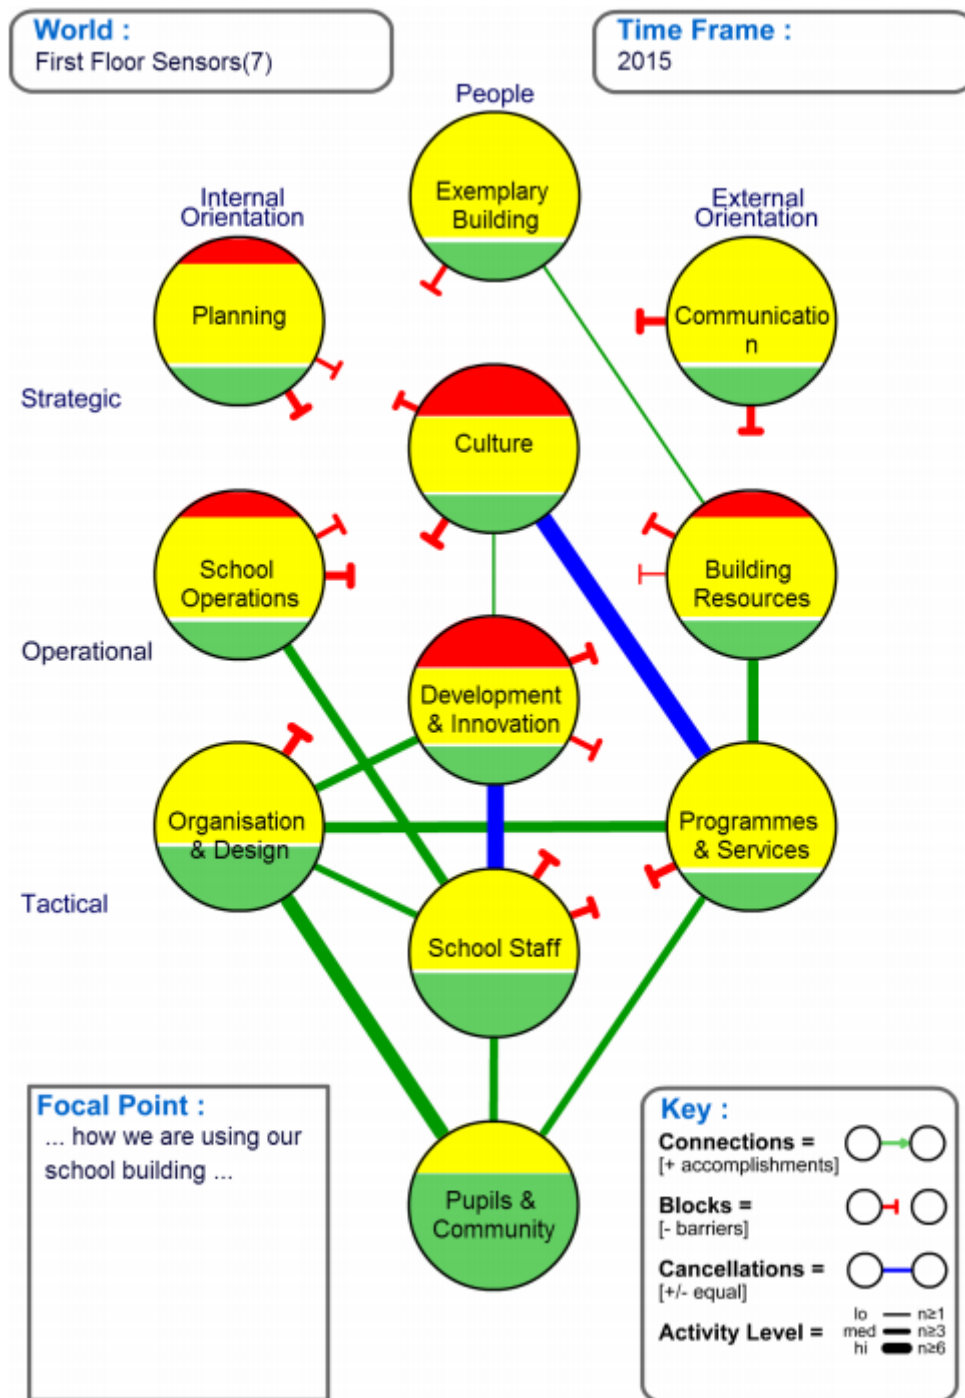 World :
First Floor Sensors(7)
Time Frame :
2015
People
Exemplary
Building
Internal
Orientation
External
Orientation
Planning
Communicatio
n
Strategic
Culture
School
Operations
Building
Resources
Operational
Development
& Innovation
Organisation
& Design
Programmes
& Services
Tactical
School Staff
Pupils &
Community
Focal Point :
... how we are using our
school building ...
Key :
Connections =
[+ accomplishments]
Blocks =
[- barriers]
Cancellations =
[+/- equal]
Activity Level =
lo n≥1
med n≥3
hi n≥6